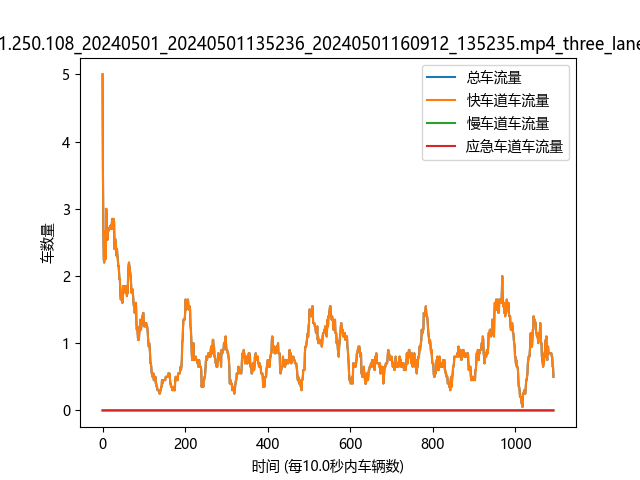 1.250.108_20240501_20240501135236_20240501160912_135235.mp4_three_lane
总车流量
快车道车流量
慢车道车流量
应急车道车流量
5
4
3
2
1
0
车数量
0 200 400 600 800 1000
时间 (每10.0秒内车辆数)